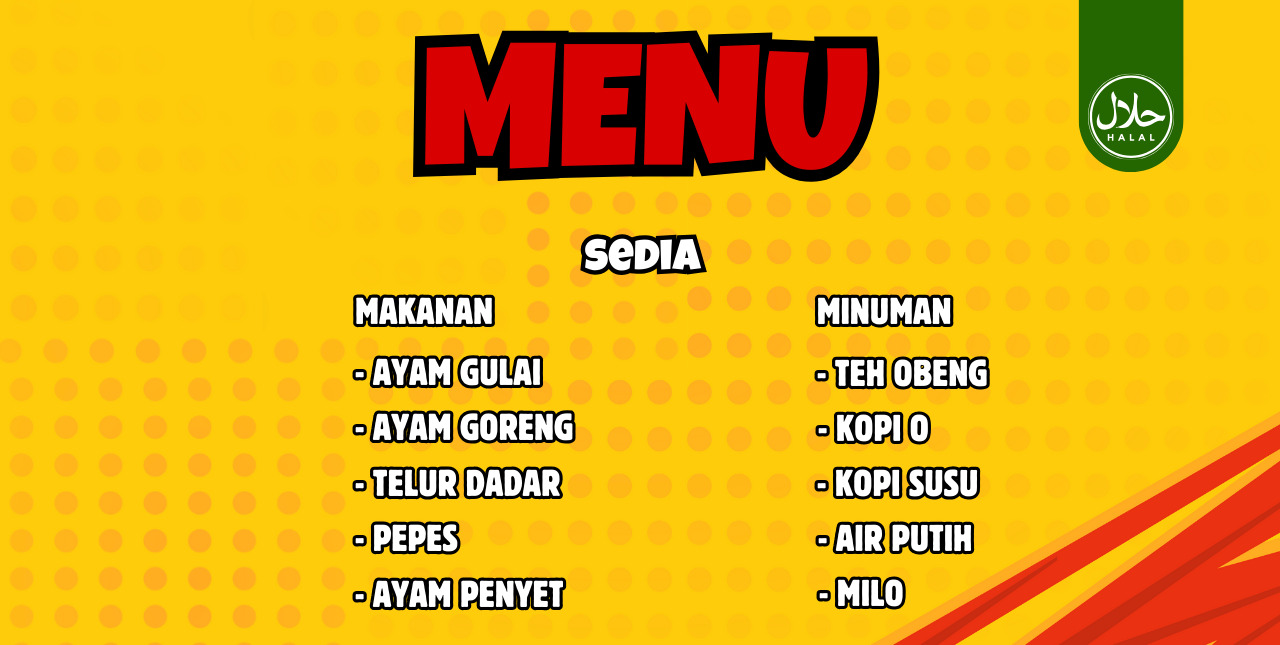 MENU
حلال
HALAL
SEDIA
MAKANAN
- AYAM GULAI
- AYAM GORENG
- TELUR DADAR
- PEPES
- AYAM PENYET
MINUMAN
- TEH OBENG
- KOPI O
- KOPI SUSU
- AIR PUTIH
- MILO